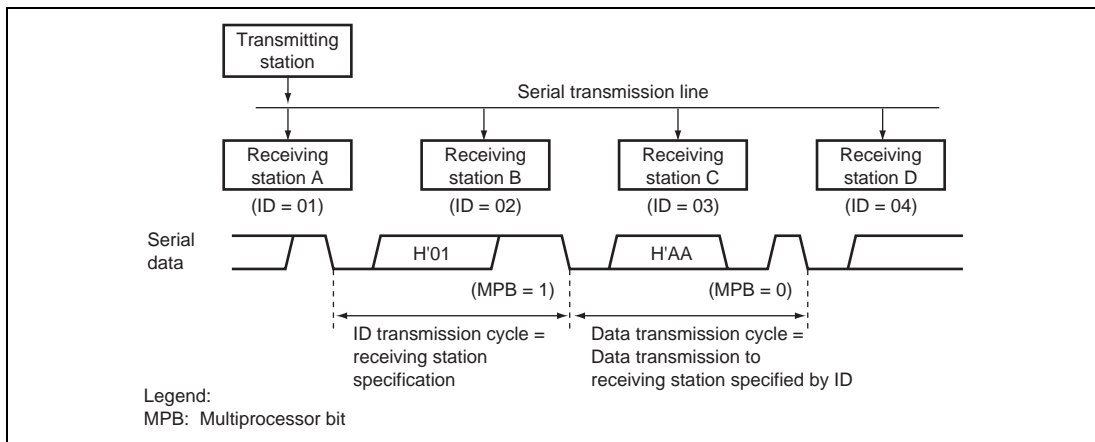 Transmitting
station
Serial transmission line
Receiving
station A
Receiving
station B
Receiving
station C
Receiving
station D
(ID = 01)
(ID = 02)
(ID = 03)
(ID = 04)
Serial
data
H'01
H'AA
(MPB = 1)
(MPB = 0)
ID transmission cycle =
receiving station
specification
Data transmission cycle =
Data transmission to
receiving station specified by ID
Legend:
MPB: Multiprocessor bit